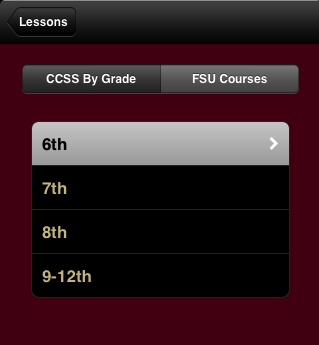 Lessons
CCSS By Grade FSU Courses
6th
7th
8th
9-12th